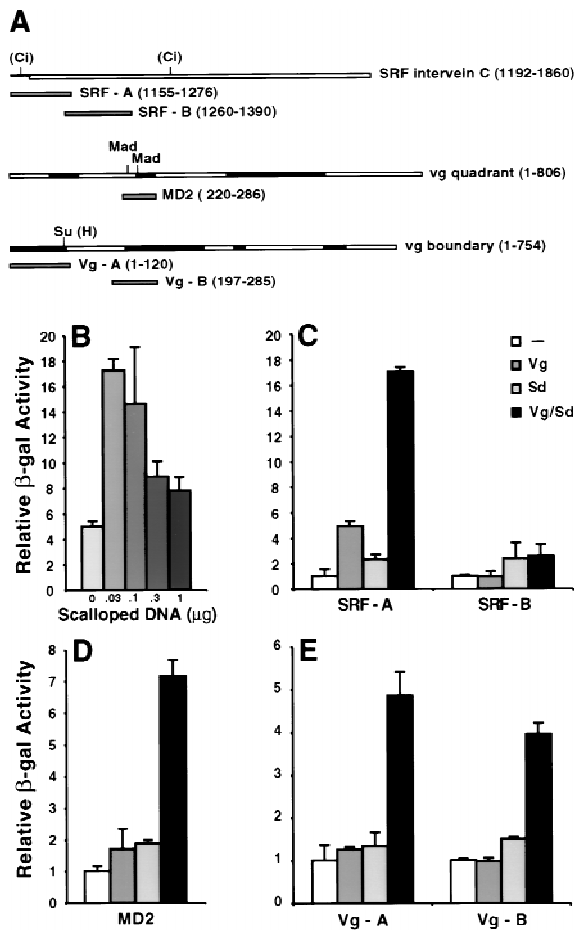 A
(Ci) (Ci)
SRF intervein C (1192-1860)
SRF - A (1155-1276)
SRF - B (1260-1390)
Mad
Mad
vg quadrant (1-806)
MD2 ( 220-286)
Su (H)
vg boundary (1-754)
Vg - A (1-120)
Vg - B (197-285)
B
Relative β-gal Activity
20
18
16
14
12
10
8
6
4
2
0
0 .03 .1 .3 1
Scalloped DNA (μg)
C
20
18
16
14
12
10
8
6
4
2
0
—
Vg
Sd
Vg/Sd
SRF - A SRF - B
D
Relative β-gal Activity
8
7
6
5
4
3
2
1
0
MD2
E
6
5
4
3
2
1
0
Vg - A Vg - B